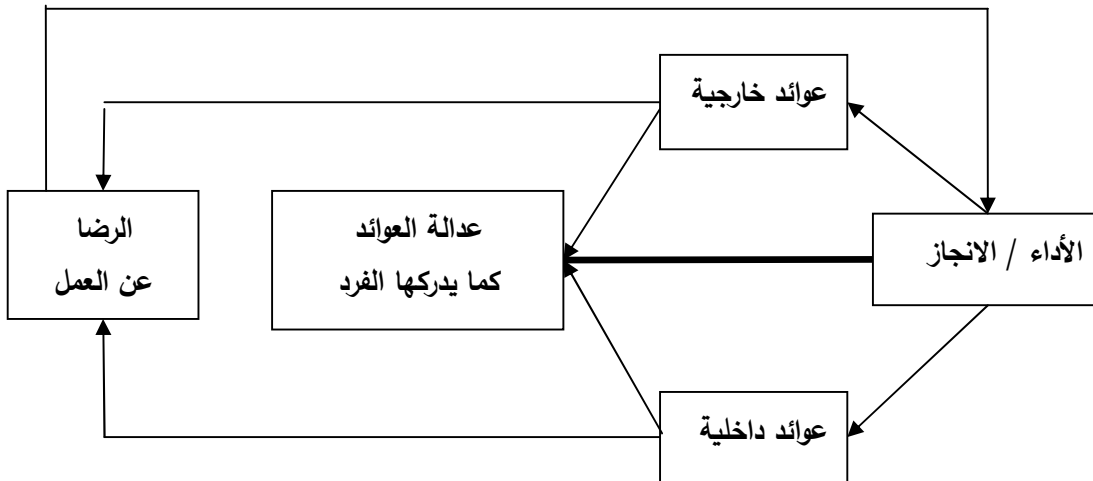 عوائد خارجية
الأداء / الانجاز
عدالة العوائد
كما يدركها الفرد
الرضا
عن العمل
عوائد داخلية